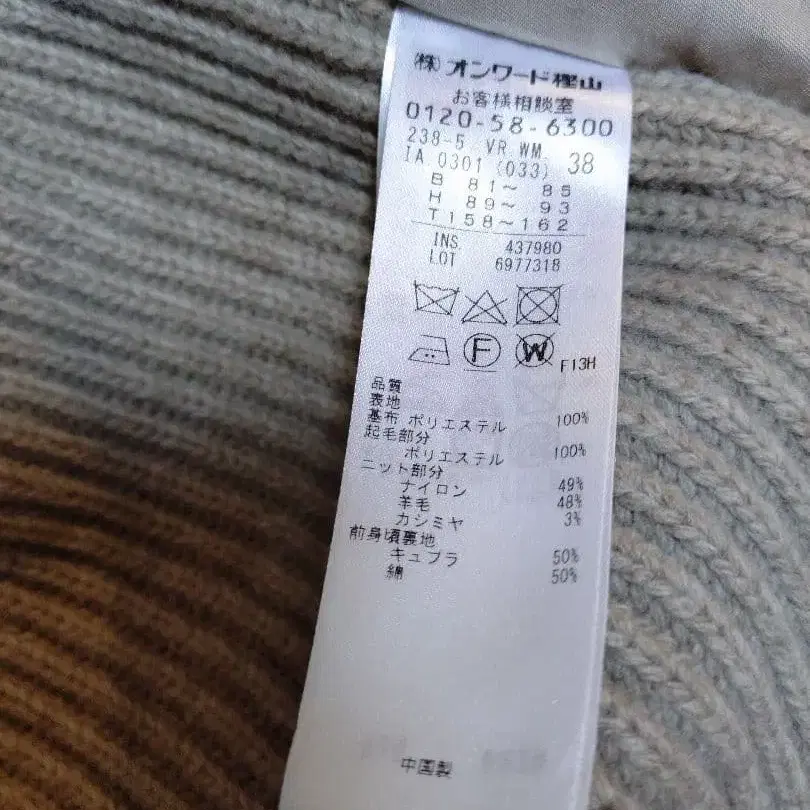 ㈱オンワード樫山
お客様相談室
0120-58-6300
238-5 VR WM
IA 0301 (033) 38
B 81〜 85
H 89〜 93
T158〜162
INS. 437980
LOT 6977318
F
W
F13H
品質
表地
基布 ポリエステル 100%
起毛部分
ポリエステル 100%
ニット部分
ナイロン 49%
羊毛 48%
カシミヤ 3%
前身頃裏地
キュプラ 50%
綿 50%
中国製